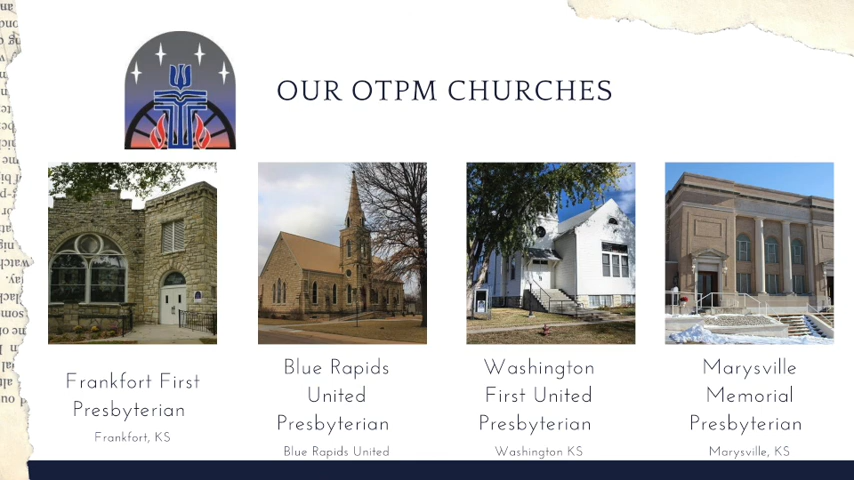 OUR OTPM CHURCHES
Frankfort First
Presbyterian
Frankfort, KS
Blue Rapids
United
Presbyterian
Blue Rapids United
Washington
First United
Presbyterian
Washington KS
Marysville
Memorial
Presbyterian
Marysville, KS